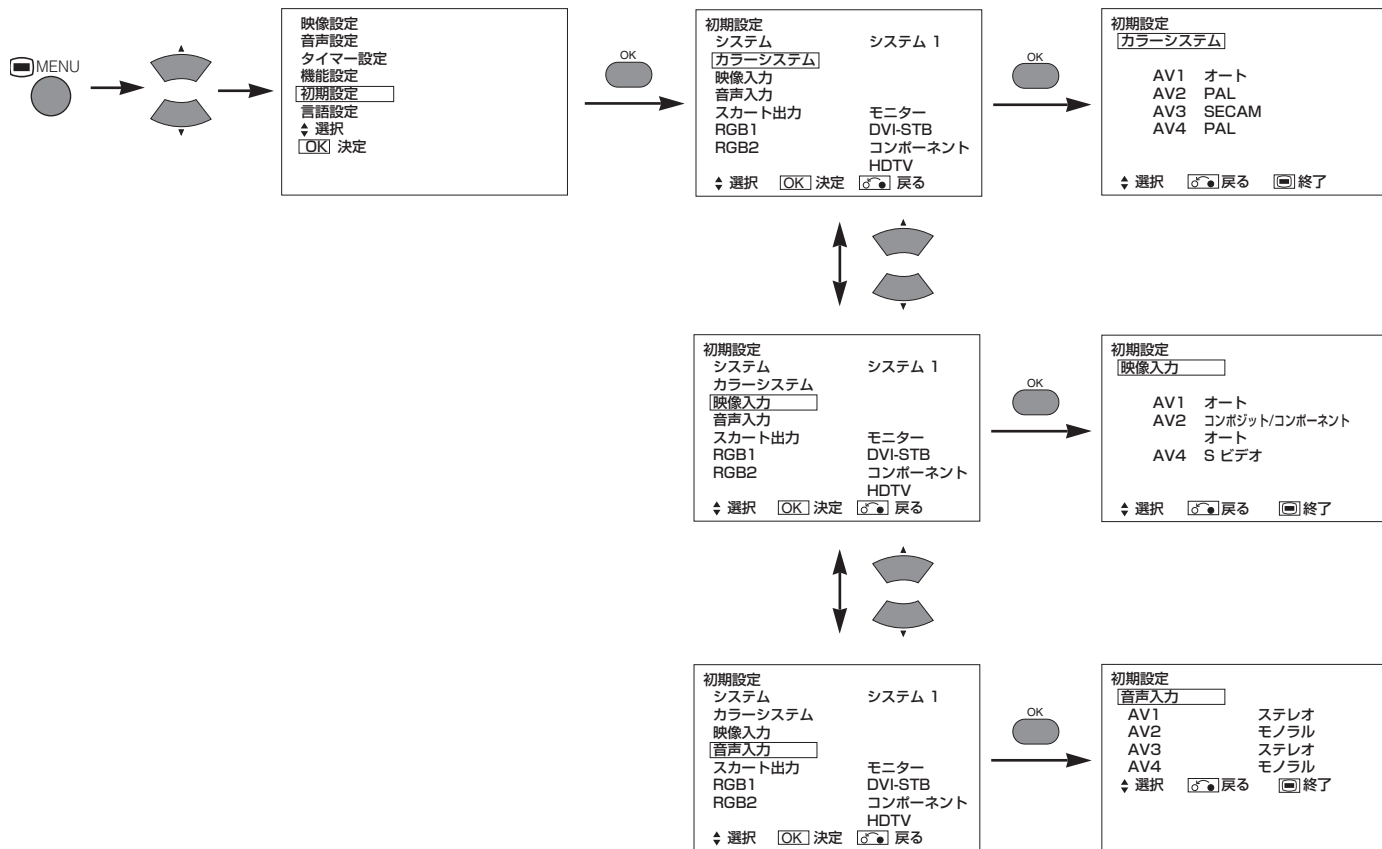 MENU
映像設定
音声設定
タイマー設定
機能設定
初期設定
言語設定
選択
OK 決定
OK
初期設定
システム システム 1
カラーシステム
映像入力
音声入力
スカート出力 モニター
RGB1 DVI-STB
RGB2 コンポーネント
HDTV
選択 OK 決定 戻る
OK
初期設定
カラーシステム
AV1 オート
AV2 PAL
AV3 SECAM
AV4 PAL
選択 戻る 終了
初期設定
システム システム 1
カラーシステム
映像入力
音声入力
スカート出力 モニター
RGB1 DVI-STB
RGB2 コンポーネント
HDTV
選択 OK 決定 戻る
OK
初期設定
映像入力
AV1 オート
AV2 コンポジット/コンポーネント
オート
AV4 S ビデオ
選択 戻る 終了
初期設定
システム システム 1
カラーシステム
映像入力
音声入力
スカート出力 モニター
RGB1 DVI-STB
RGB2 コンポーネント
HDTV
選択 OK 決定 戻る
OK
初期設定
音声入力
AV1 ステレオ
AV2 モノラル
AV3 ステレオ
AV4 モノラル
選択 戻る 終了